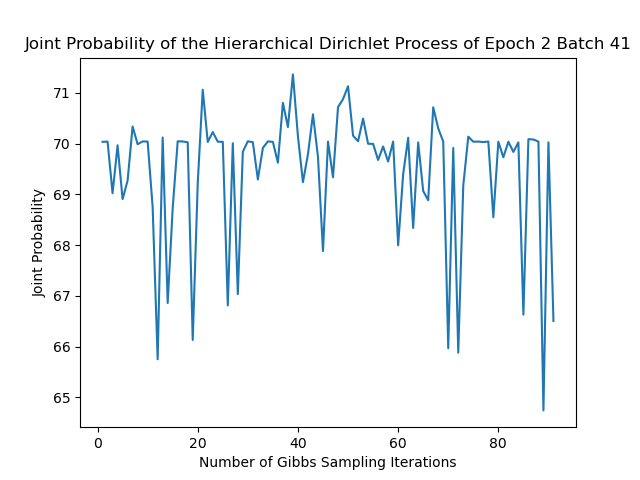 Joint Probability of the Hierarchical Dirichlet Process of Epoch 2 Batch 41
71
70
69
68
67
66
65
Joint Probability
0 20 40 60 80
Number of Gibbs Sampling Iterations